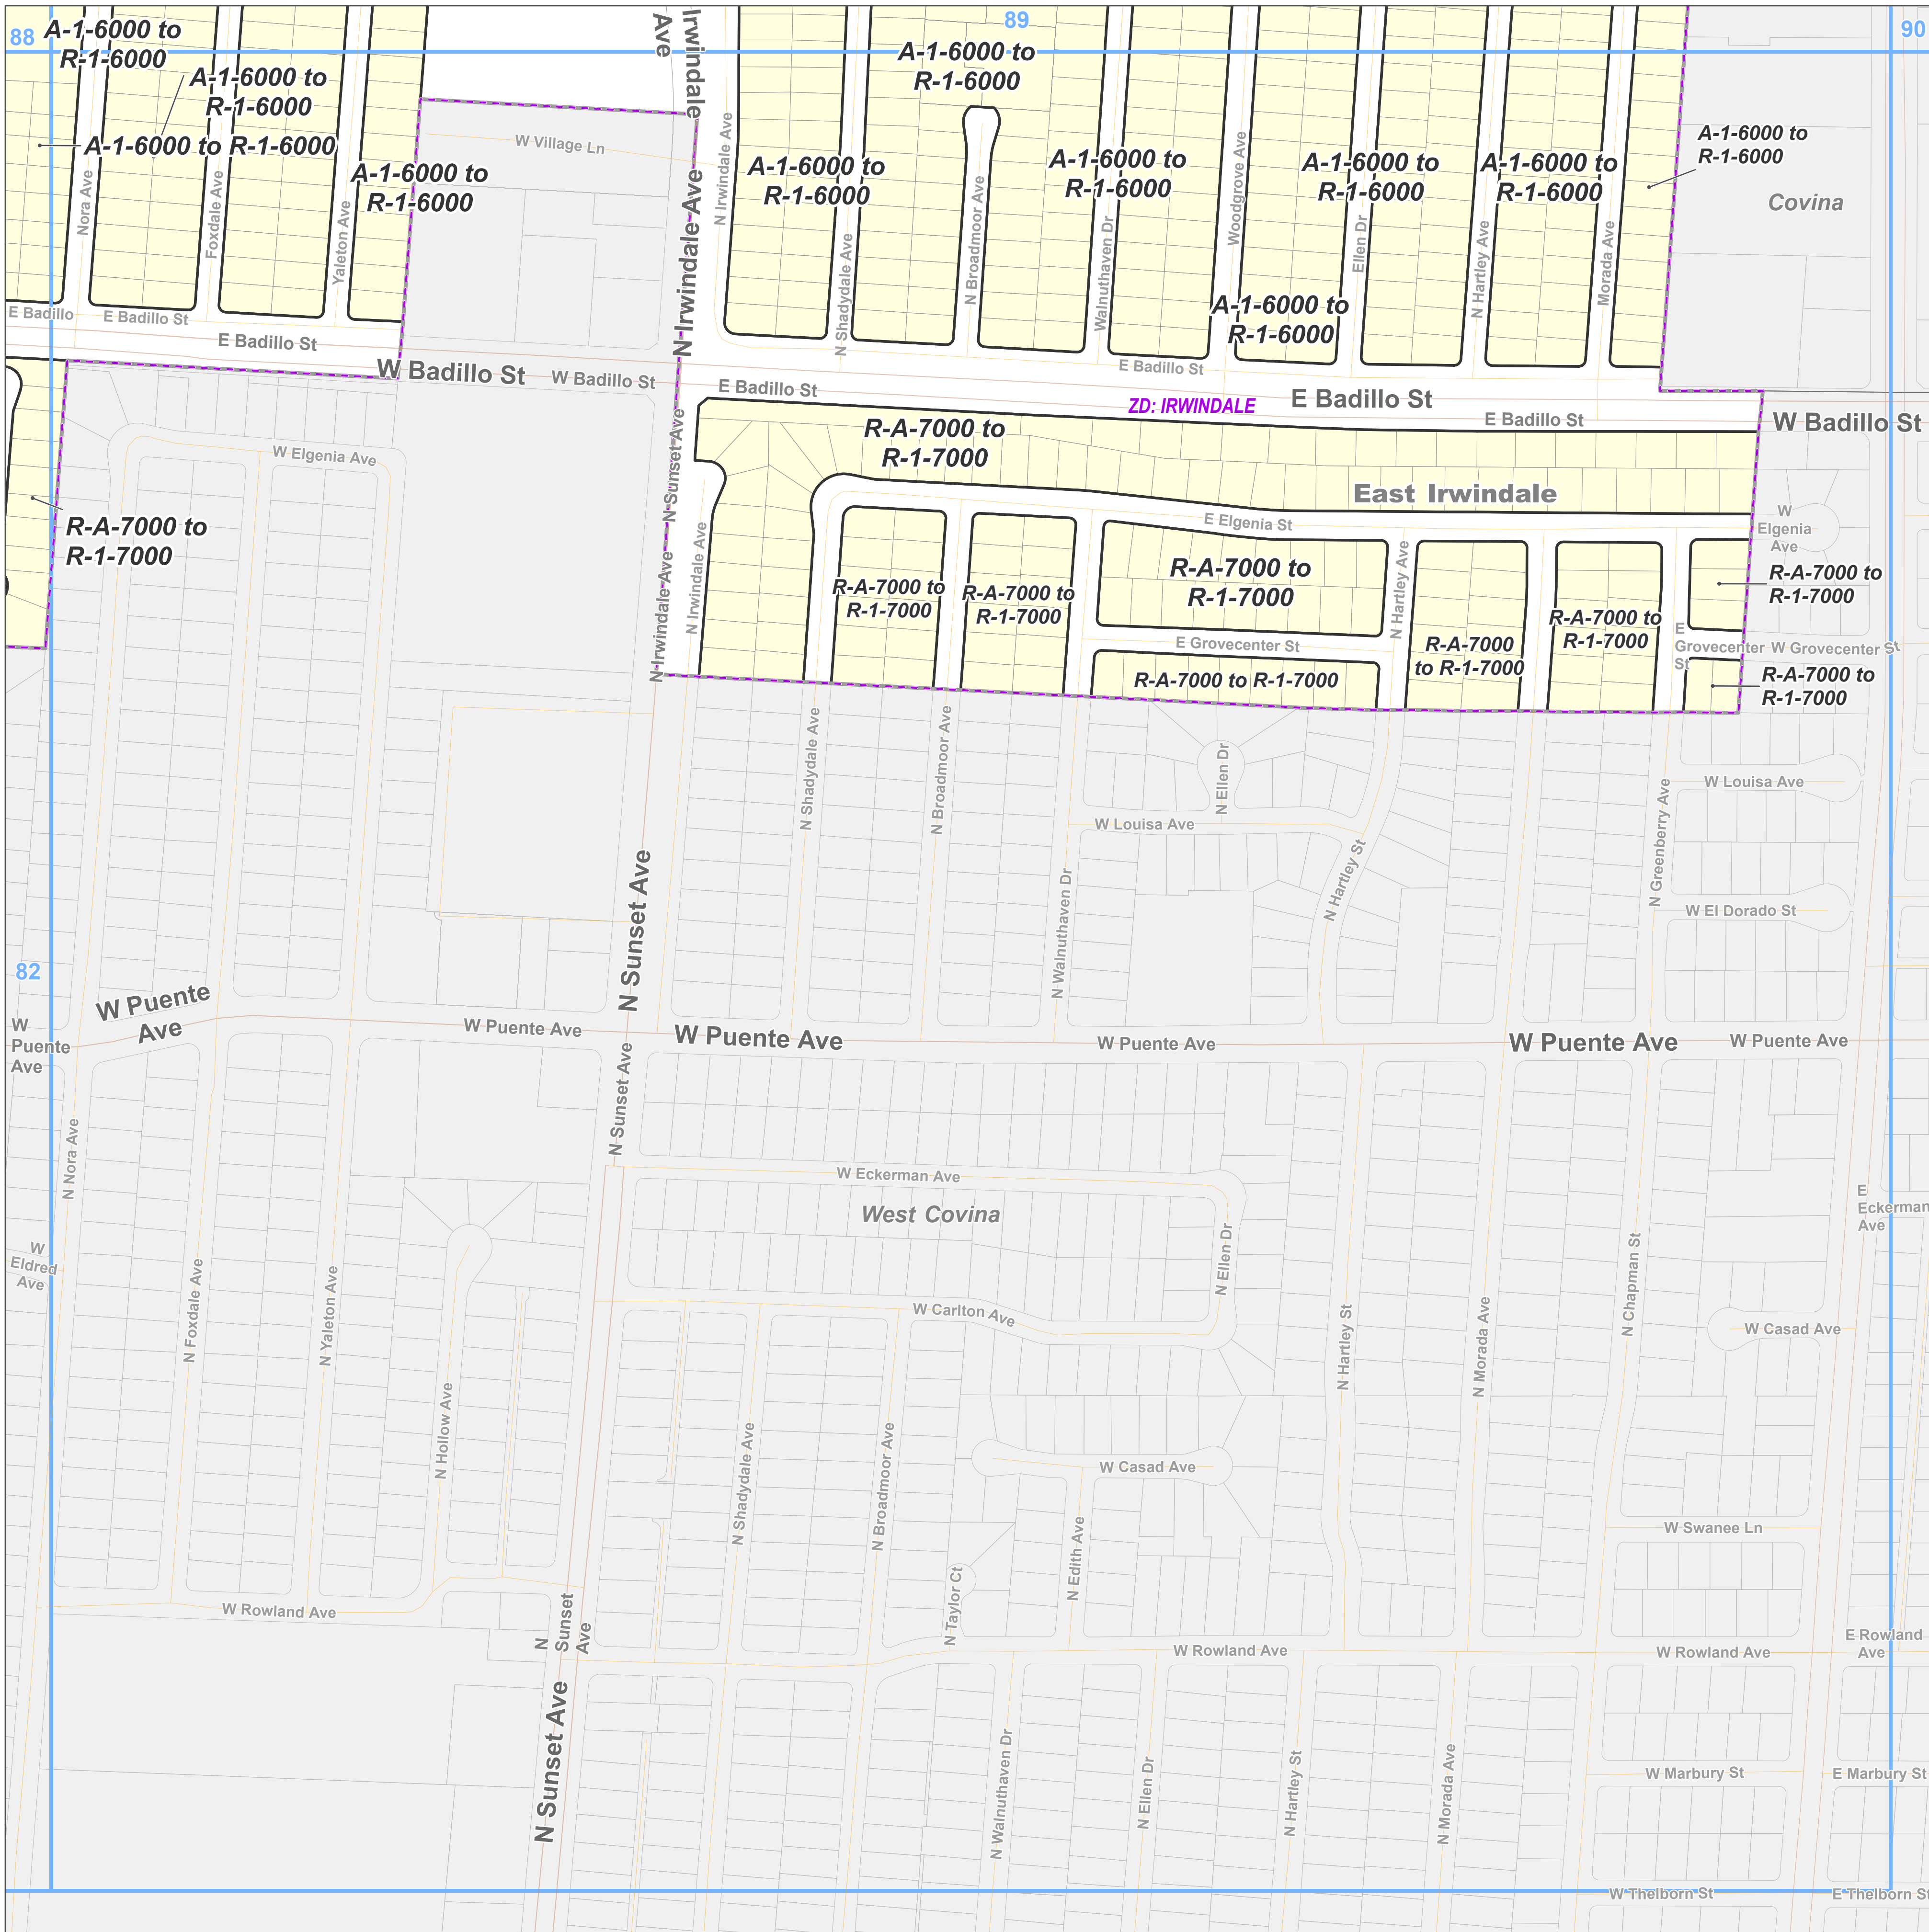 88
A-1-6000 to
R-1-6000
A-1-6000 to
R-1-6000
A-1-6000 to R-1-6000
A-1-6000 to
R-1-6000
Irwindale
Ave
89
A-1-6000 to
R-1-6000
90
W Village Ln
A-1-6000 to
R-1-6000
A-1-6000 to
R-1-6000
A-1-6000 to
R-1-6000
A-1-6000 to
R-1-6000
A-1-6000 to
R-1-6000
Covina
A-1-6000 to
R-1-6000
Nora Ave
Foxdale Ave
Yaleton Ave
N Irwindale Ave
N Irwindale Ave
N Shadydale Ave
N Broadmoor Ave
Walnuthaven Dr
Woodgrove Ave
Ellen Dr
N Hartley Ave
Morada Ave
E Badillo
E Badillo St
E Badillo St
W Badillo St
W Badillo St
E Badillo St
E Badillo St
ZD: IRWINDALE
E Badillo St
E Badillo St
W Badillo St
W Elgenia Ave
N Sunset Ave
R-A-7000 to
R-1-7000
East Irwindale
R-A-7000 to
R-1-7000
N Irwindale Ave
N Irwindale Ave
E Elgenia St
W
Elgenia
Ave
R-A-7000 to
R-1-7000
R-A-7000 to
R-1-7000
R-A-7000 to
R-1-7000
N Hartley Ave
R-A-7000
to R-1-7000
R-A-7000 to
R-1-7000
R-A-7000 to
R-1-7000
E Grovecenter St
E
Grovecenter
St
W Grovecenter St
R-A-7000 to R-1-7000
R-A-7000 to
R-1-7000
N Shadydale Ave
N Broadmoor Ave
N Ellen Dr
W Louisa Ave
W Louisa Ave
N Hartley St
N Greenberry Ave
W El Dorado St
N Sunset Ave
N Walnuthaven Dr
82
W Puente
Ave
W
Puente
Ave
W Puente Ave
W Puente Ave
W Puente Ave
W Puente Ave
W Puente Ave
N Sunset Ave
N Nora Ave
W Eckerman Ave
West Covina
E
Eckerman
Ave
W
Eldred
Ave
N Foxdale Ave
N Yaleton Ave
N Hollow Ave
W Carlton Ave
N Ellen Dr
N Hartley St
N Morada Ave
N Chapman St
W Casad Ave
N Shadydale Ave
N Broadmoor Ave
W Casad Ave
N Taylor Ct
N Edith Ave
W Swanee Ln
W Rowland Ave
N
Sunset
Ave
W Rowland Ave
W Rowland Ave
E Rowland
Ave
N Sunset Ave
N Walnuthaven Dr
N Ellen Dr
N Hartley St
N Morada Ave
W Marbury St
E Marbury St
W Thelborn St
E Thelborn St